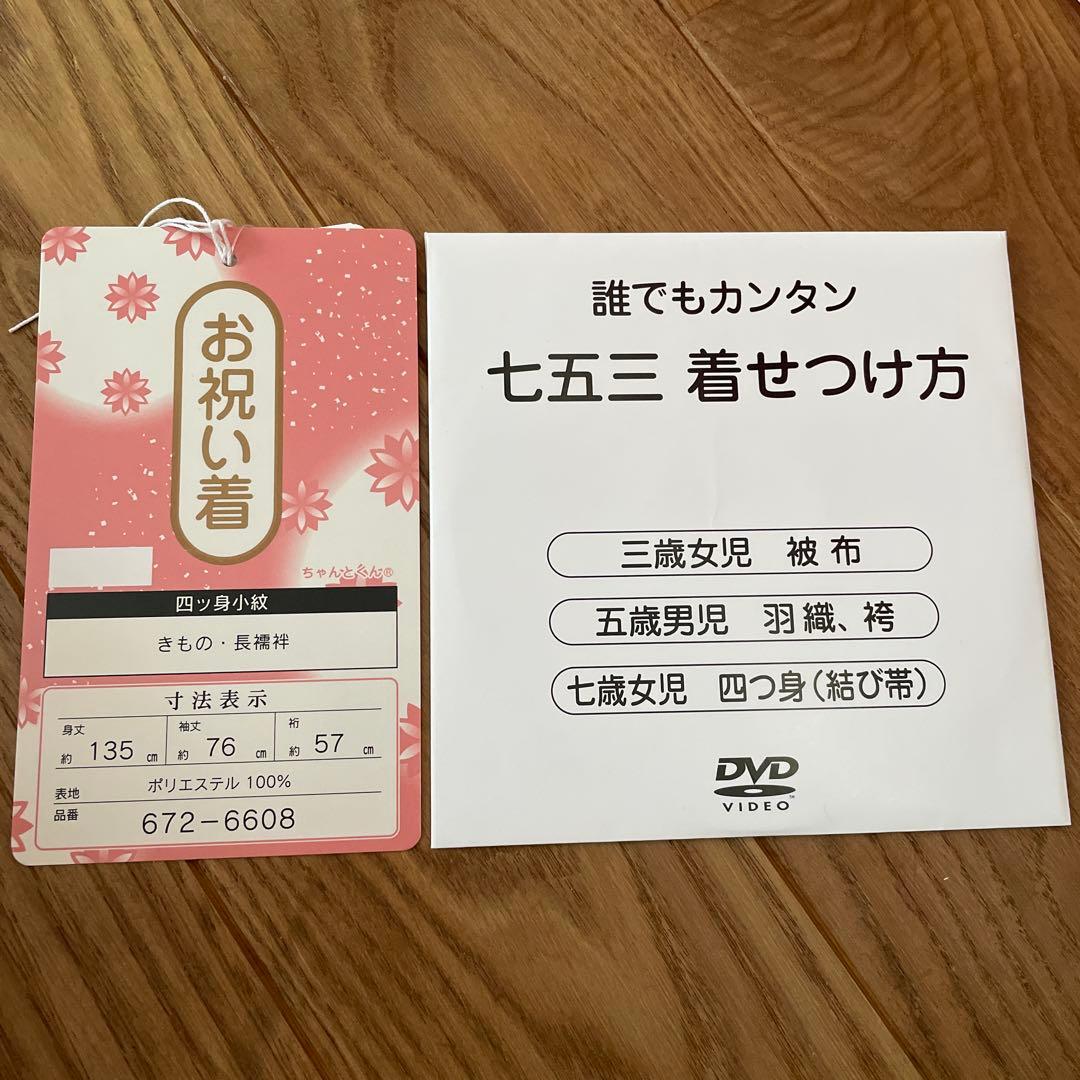 お祝い着
ちゃんとくん®
四ッ身小紋
きもの・長襦袢
寸法表示
身丈 約 135 ㎝
袖丈 約 76 ㎝
裄 約 57 ㎝
表地 ポリエステル 100%
品番 672-6608
誰でもカンタン
七五三 着せつけ方
三歳女児 被布
五歳男児 羽織、袴
七歳女児 四つ身(結び帯)
DVD
VIDEO